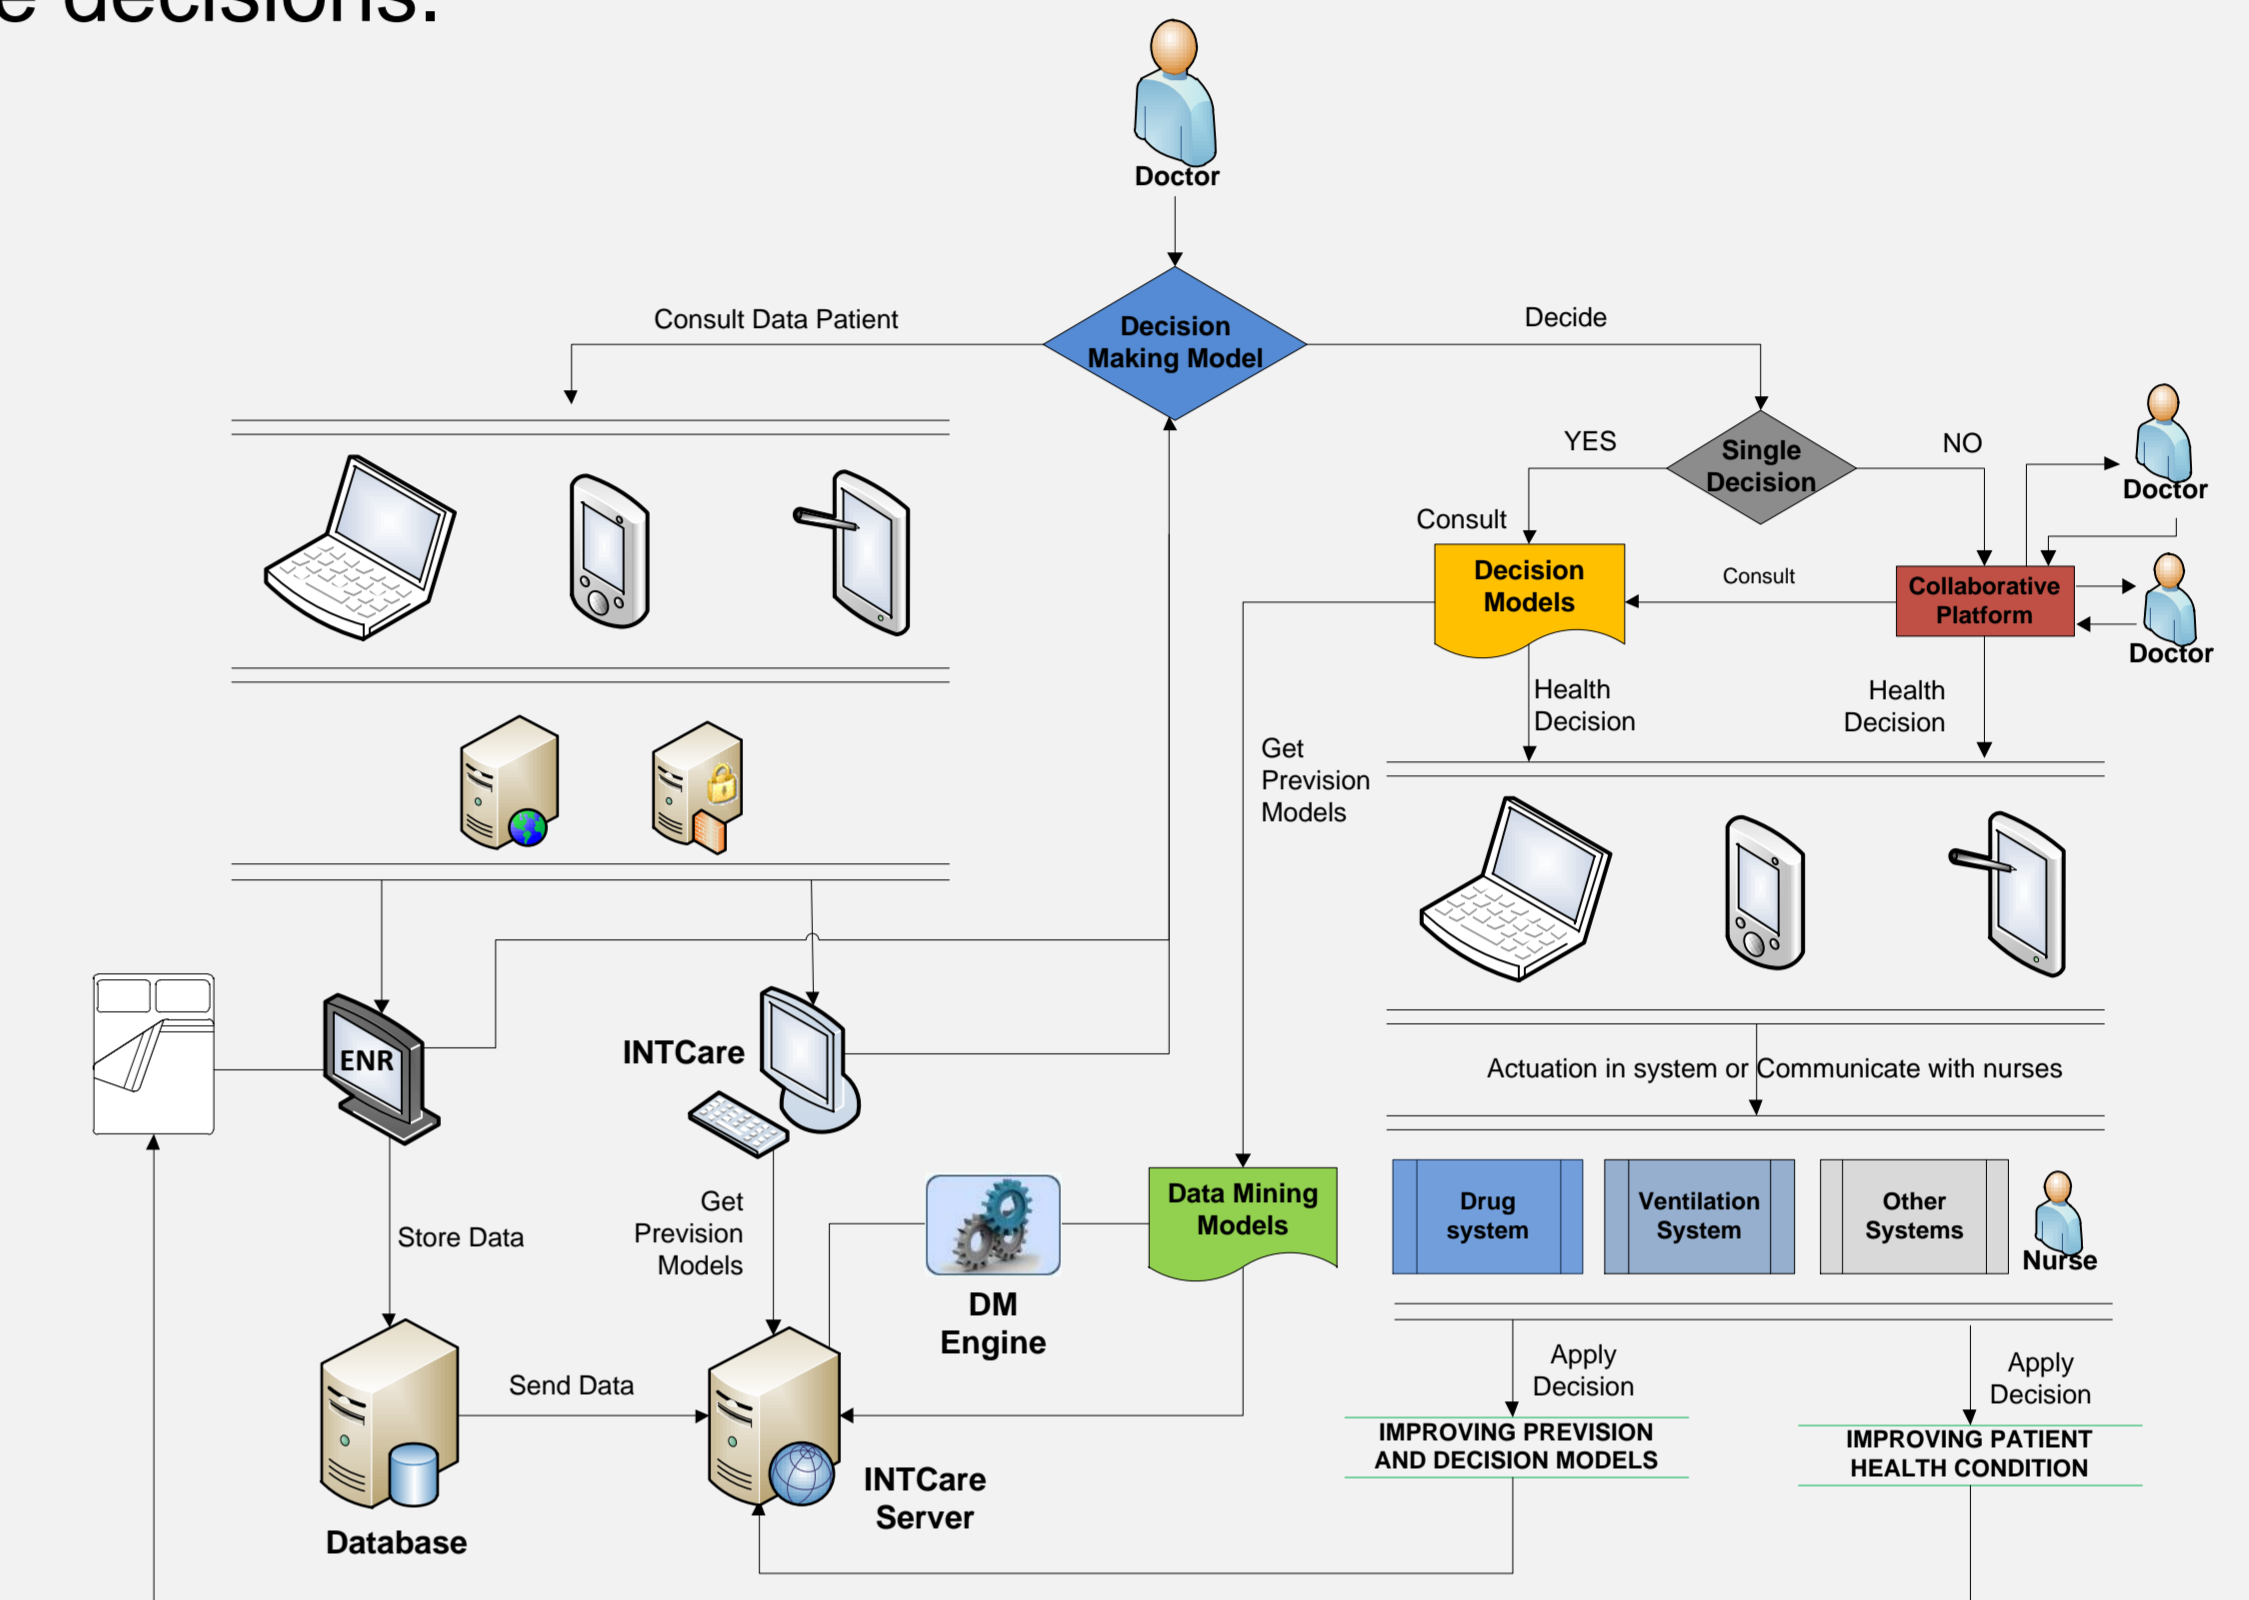 e decisions.
Doctor
Consult Data Patient
Decision
Making Model
Decide
YES
Single
Decision
NO
Doctor
Consult
Decision
Models
Consult
Collaborative
Platform
Doctor
Health
Decision
Health
Decision
Get
Prevision
Models
ENR
INTCare
Actuation in system or Communicate with nurses
Store Data
Get
Prevision
Models
DM
Engine
Data Mining
Models
Drug
system
Ventilation
System
Other
Systems
Nurse
Send Data
Apply
Decision
Apply
Decision
IMPROVING PREVISION
AND DECISION MODELS
IMPROVING PATIENT
HEALTH CONDITION
INTCare
Server
Database